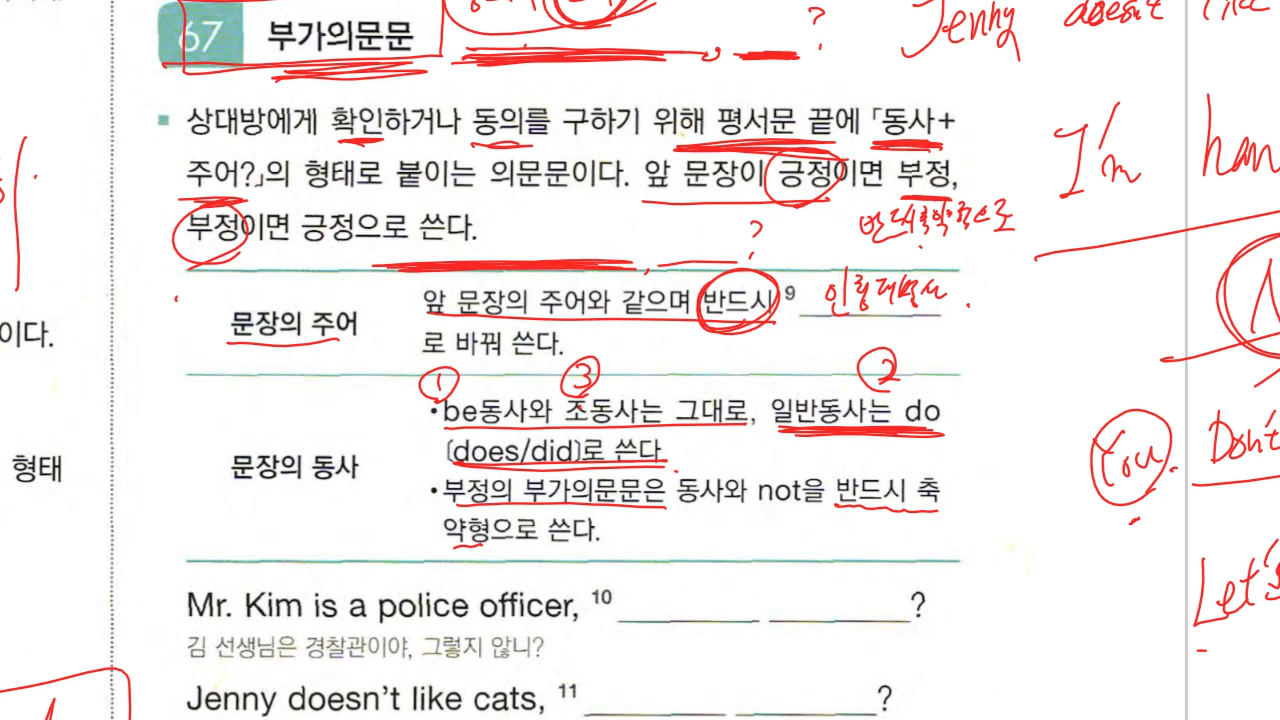 67 부가의문문
?
Jenny doesn't like
상대방에게 확인하거나 동의를 구하기 위해 평서문 끝에 「동사+
주어?」의 형태로 붙이는 의문문이다. 앞 문장이 긍정이면 부정,
부정이면 긍정으로 쓴다.
?
I'm
문장의 주어
앞 문장의 주어와 같으며 반드시 9 인칭대명사
로 바꿔 쓴다.
이다.
① ③ ②
•be동사와 조동사는 그대로, 일반동사는 do
(does/did)로 쓴다.
문장의 동사
•부정의 부가의문문은 동사와 not을 반드시 축
약형으로 쓴다.
형태
You.
Don't
Let's
Mr. Kim is a police officer, 10 ______ ______?
김 선생님은 경찰관이야, 그렇지 않니?
Jenny doesn't like cats, 11 ______ ______?